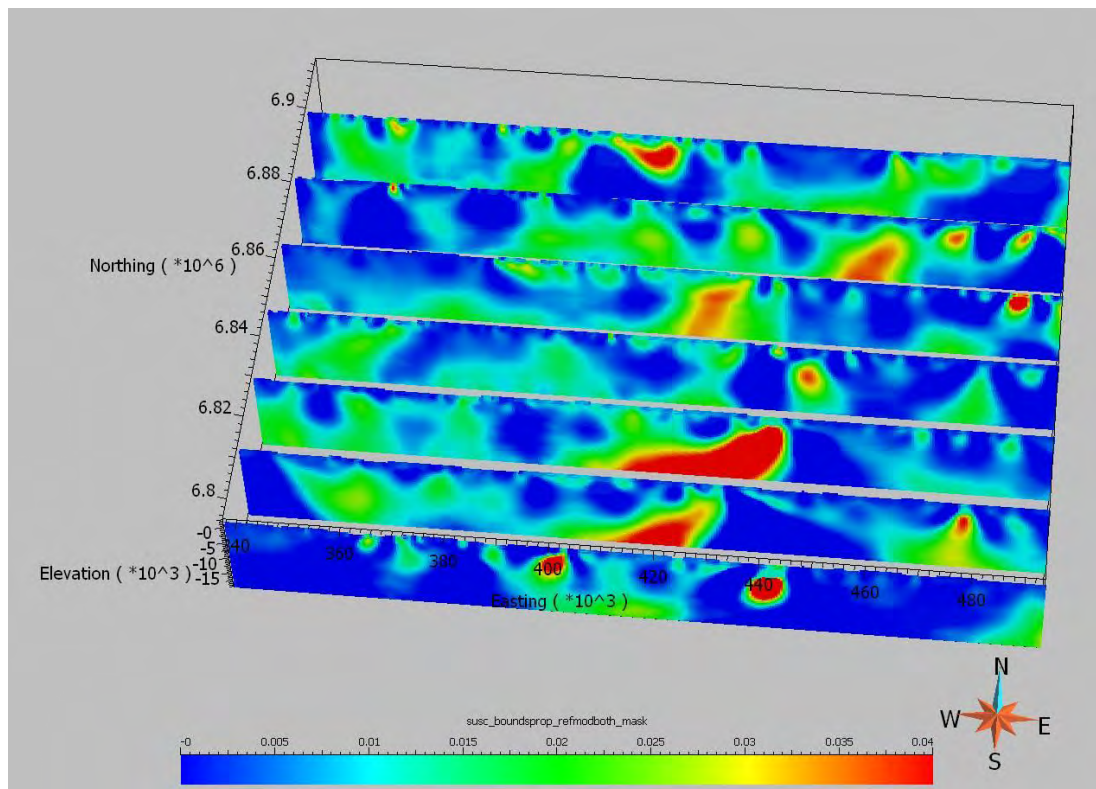 6.9
6.88
6.86
Northing ( *10^6 )
6.84
6.82
6.8
-0
-5
-10
-15
Elevation ( *10^3 )
340
360
380
400
420
440
460
480
Easting ( *10^3 )
N
W
E
S
susc_boundsprop_refmodboth_mask
-0 0.005 0.01 0.015 0.02 0.025 0.03 0.035 0.04